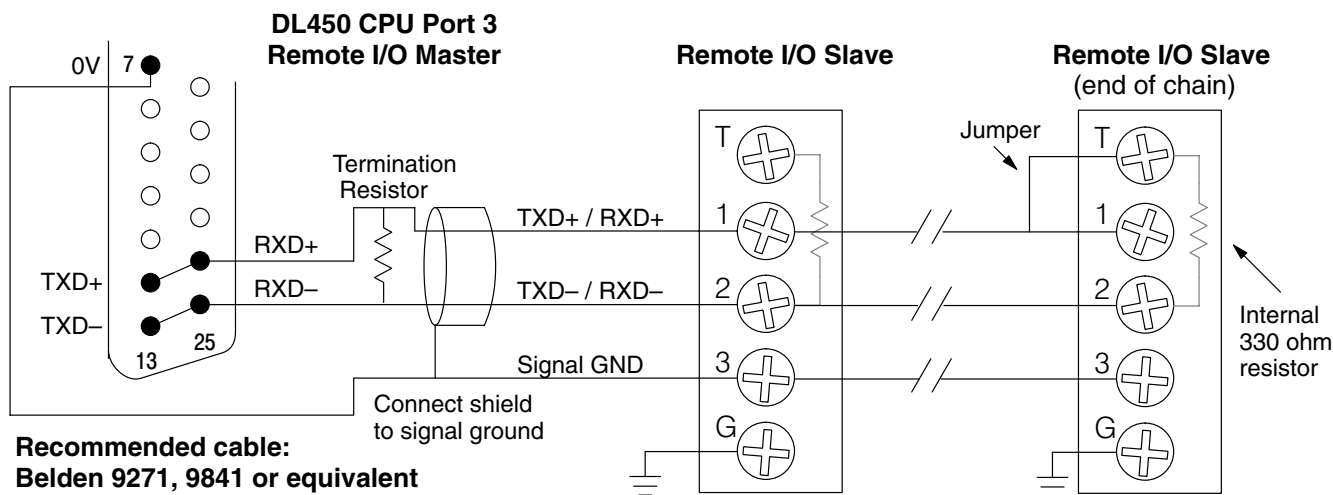 DL450 CPU Port 3
Remote I/O Master
Remote I/O Slave
Remote I/O Slave
(end of chain)
0V
7
Jumper
T
T
Termination
Resistor
TXD+ / RXD+
1
1
RXD+
TXD+
RXD–
TXD– / RXD–
2
2
TXD–
13
25
Internal
330 ohm
resistor
Signal GND
3
3
Connect shield
to signal ground
G
G
Recommended cable:
Belden 9271, 9841 or equivalent